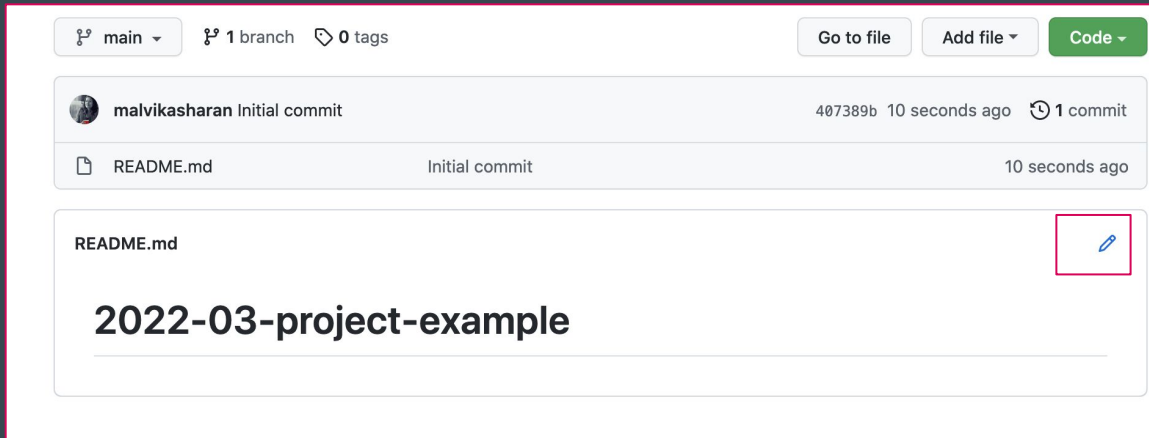 main 1 branch 0 tags Go to file Add file Code
malvikasharan Initial commit 407389b 10 seconds ago 1 commit
README.md Initial commit 10 seconds ago
README.md
2022-03-project-example